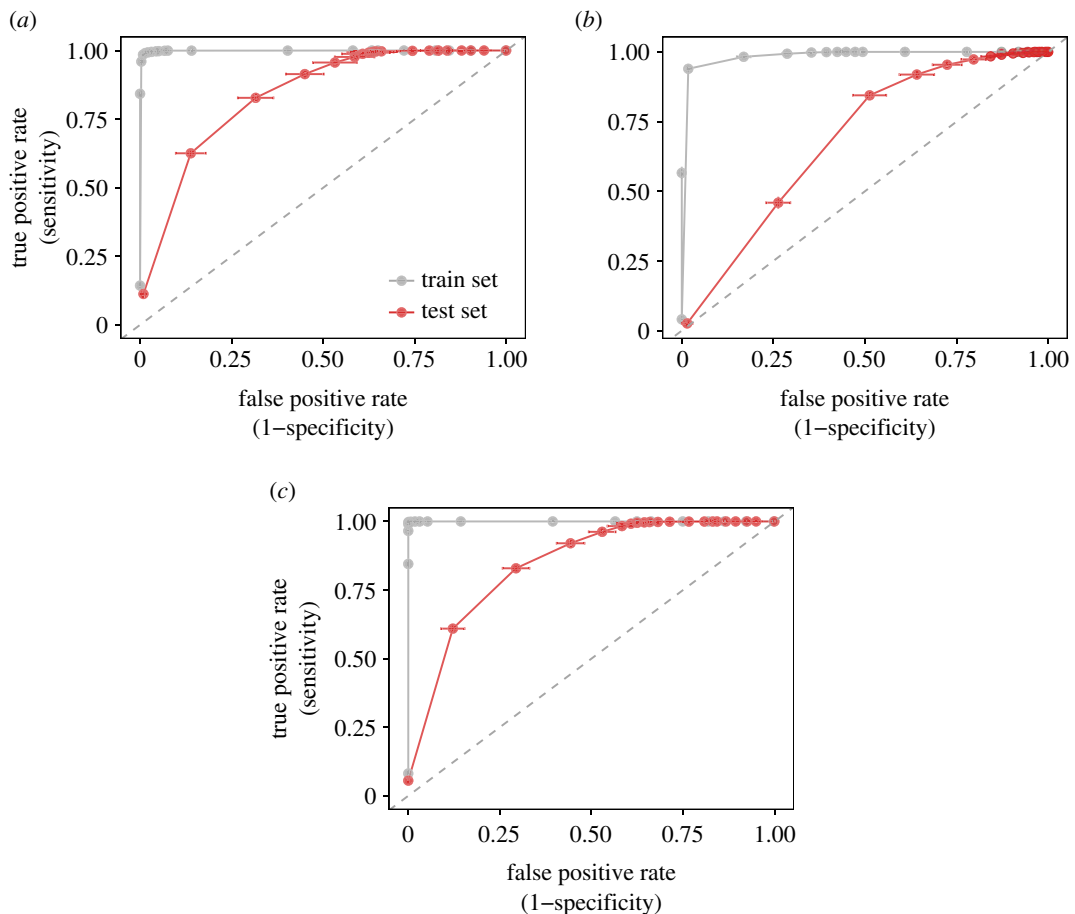 (a)
1.00
0.75
0.50
0.25
0
true positive rate
(sensitivity)
train set
test set
0
0.25
0.50
0.75
1.00
false positive rate
(1−specificity)
(b)
1.00
0.75
0.50
0.25
0
0
0.25
0.50
0.75
1.00
false positive rate
(1−specificity)
(c)
1.00
0.75
0.50
0.25
0
true positive rate
(sensitivity)
0
0.25
0.50
0.75
1.00
false positive rate
(1−specificity)